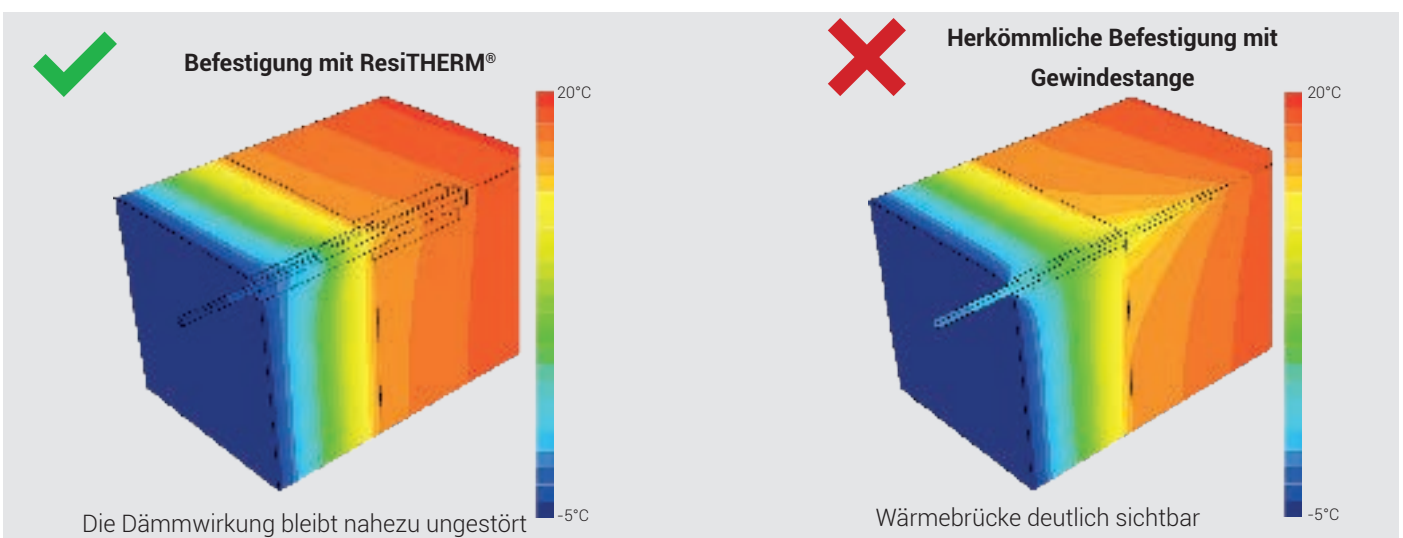 Befestigung mit ResiTHERM®
20°C
-5°C
Die Dämmwirkung bleibt nahezu ungestört
Herkömmliche Befestigung mit
Gewindestange
20°C
-5°C
Wärmebrücke deutlich sichtbar